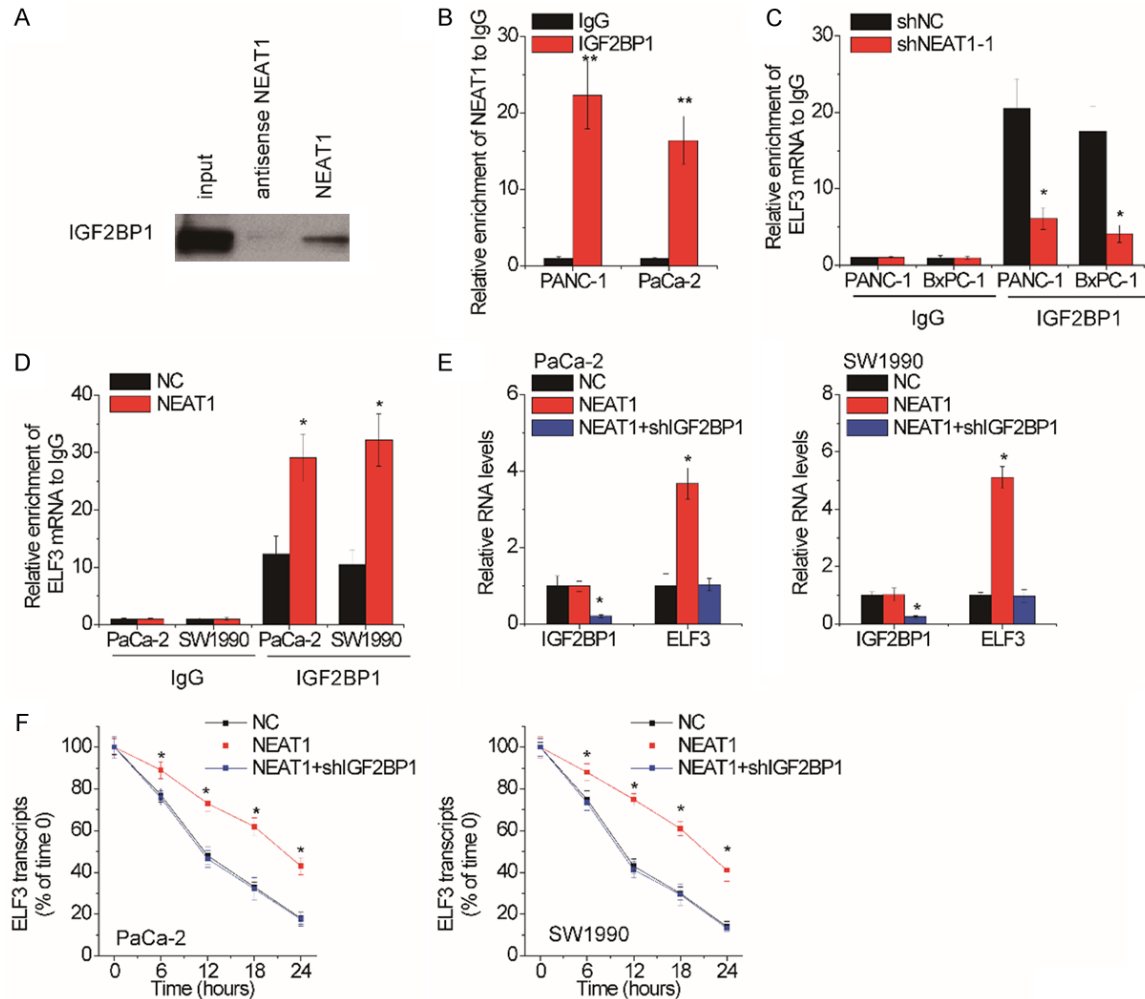 A
input
antisense NEAT1
NEAT1
IGF2BP1
B
IgG
IGF2BP1
Relative enrichment of NEAT1 to IgG
30
20
10
0
**
**
PANC-1
PaCa-2
C
shNC
shNEAT1-1
Relative enrichment of
ELF3 mRNA to IgG
30
20
10
0
*
*
PANC-1 BxPC-1 PANC-1 BxPC-1
IgG
IGF2BP1
D
NC
NEAT1
Relative enrichment of
ELF3 mRNA to IgG
40
30
20
10
0
*
*
PaCa-2 SW1990 PaCa-2 SW1990
IgG
IGF2BP1
E
PaCa-2
NC
NEAT1
NEAT1+shIGF2BP1
Relative RNA levels
6
4
2
0
*
*
IGF2BP1
ELF3
SW1990
NC
NEAT1
NEAT1+shIGF2BP1
Relative RNA levels
8
6
4
2
0
*
*
IGF2BP1
ELF3
F
NC
NEAT1
NEAT1+shIGF2BP1
ELF3 transcripts
(% of time 0)
100
80
60
40
20
0
*
*
*
*
PaCa-2
0 6 12 18 24
Time (hours)
NC
NEAT1
NEAT1+shIGF2BP1
ELF3 transcripts
(% of time 0)
100
80
60
40
20
0
*
*
*
*
SW1990
0 6 12 18 24
Time (hours)